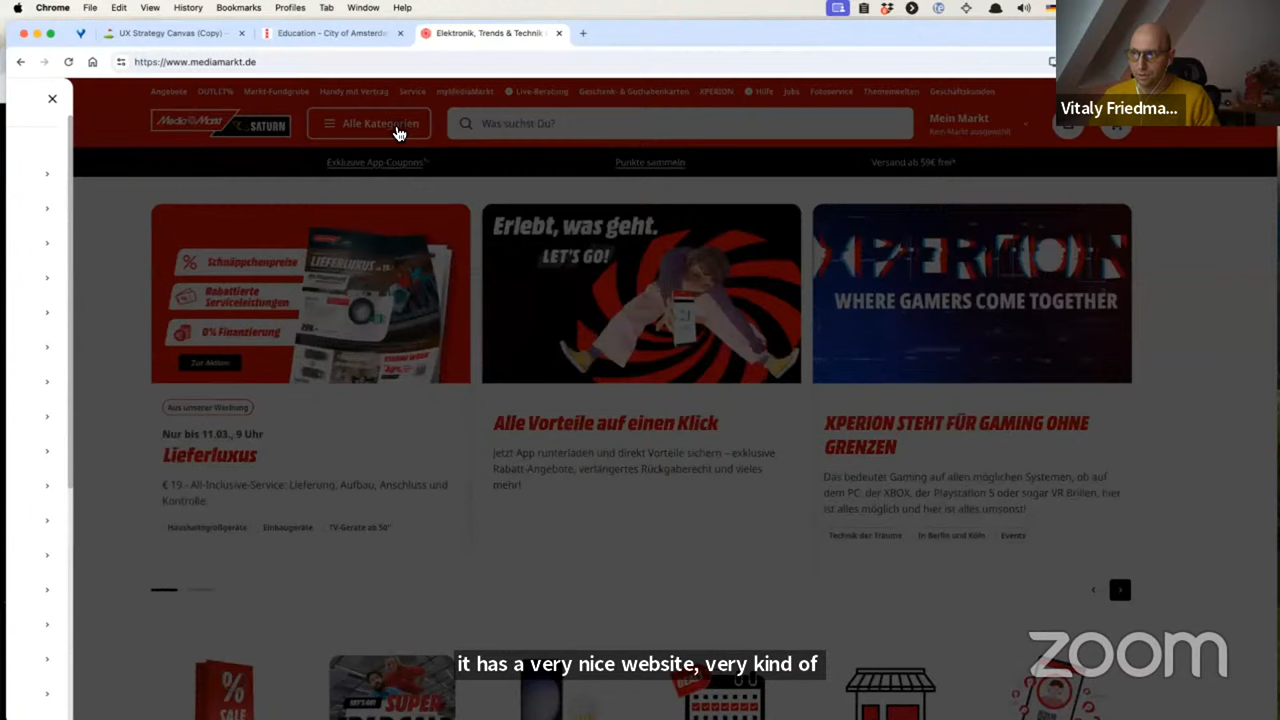 Chrome File Edit View History Bookmarks Profiles Tab Window Help
UX Strategy Canvas (Copy) –
Education - City of Amsterda
Elektronik, Trends & Technik
https://www.mediamarkt.de
Vitaly Friedma...
Angebote OUTLET% Markt-Fundgrube Handy mit Vertrag Service myMediaMarkt Live-Beratung Geschenk- & Guthabenkarten XPERION Hilfe Jobs Fotoservice Themenwelten Geschäftskunden
Media Markt SATURN
Alle Kategorien
Was suchst Du?
Mein Markt
Kein Markt ausgewählt
Exklusive App-Coupons
Punkte sammeln
Versand ab 59€ frei*
Schnäppchenpreise
Rabattierte
Serviceleistungen
0% Finanzierung
Zur Aktion
LIEFERLUXUS
Erlebt, was geht.
LET'S GO!
XPERION
WHERE GAMERS COME TOGETHER
Aus unserer Werbung
Nur bis 11.03., 9 Uhr
Lieferluxus
€ 19.- All-Inclusive-Service: Lieferung, Aufbau, Anschluss und
Kontrolle.
Haushaltsgroßgeräte Einbaugeräte TV-Geräte ab 50"
Alle Vorteile auf einen Klick
Jetzt App runterladen und direkt Vorteile sichern – exklusive
Rabatt-Angebote, verlängertes Rückgaberecht und vieles
mehr!
XPERION STEHT FÜR GAMING OHNE
GRENZEN
Das bedeutet Gaming auf allen möglichen Systemen, ob auf
dem PC, der XBOX, der Playstation 5 oder sogar VR Brillen, hier
ist alles möglich und hier ist alles umsonst!
Technik der Träume In Berlin und Köln Events
%
SALE
LET'S GO!
SUPER
it has a very nice website, very kind of
zoom